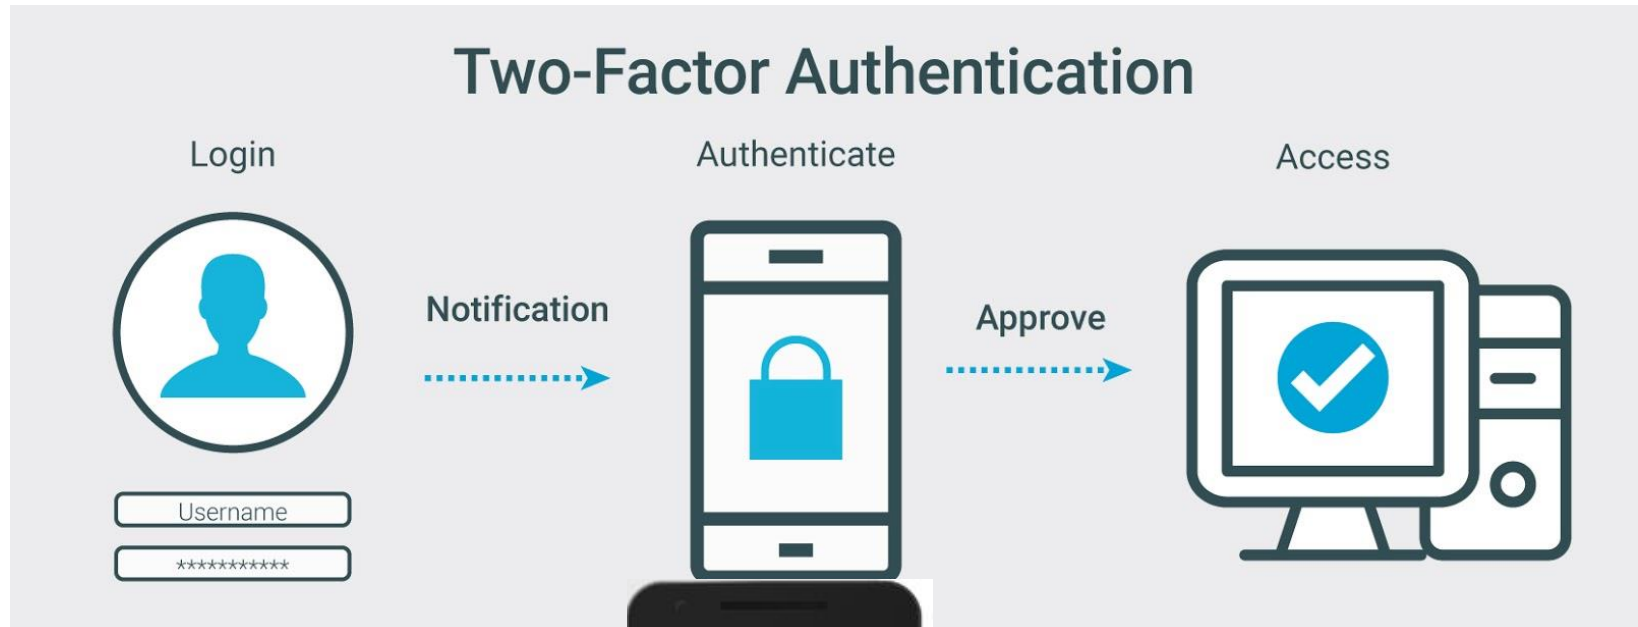 Two-Factor Authentication
Login
Authenticate
Access
Notification
Approve
Username
***********